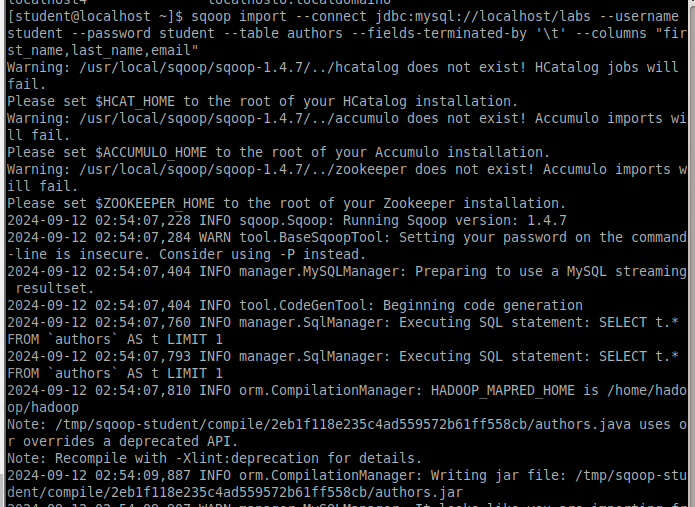 [student@localhost ~]$ sqoop import --connect jdbc:mysql://localhost/labs --username
student --password student --table authors --fields-terminated-by '\t' --columns "fir
st_name,last_name,email"
Warning: /usr/local/sqoop/sqoop-1.4.7/../hcatalog does not exist! HCatalog jobs will
fail.
Please set $HCAT_HOME to the root of your HCatalog installation.
Warning: /usr/local/sqoop/sqoop-1.4.7/../accumulo does not exist! Accumulo imports wi
ll fail.
Please set $ACCUMULO_HOME to the root of your Accumulo installation.
Warning: /usr/local/sqoop/sqoop-1.4.7/../zookeeper does not exist! Accumulo imports w
ill fail.
Please set $ZOOKEEPER_HOME to the root of your Zookeeper installation.
2024-09-12 02:54:07,228 INFO sqoop.Sqoop: Running Sqoop version: 1.4.7
2024-09-12 02:54:07,284 WARN tool.BaseSqoopTool: Setting your password on the command
-line is insecure. Consider using -P instead.
2024-09-12 02:54:07,404 INFO manager.MySQLManager: Preparing to use a MySQL streaming
 resultset.
2024-09-12 02:54:07,404 INFO tool.CodeGenTool: Beginning code generation
2024-09-12 02:54:07,760 INFO manager.SqlManager: Executing SQL statement: SELECT t.*
FROM `authors` AS t LIMIT 1
2024-09-12 02:54:07,793 INFO manager.SqlManager: Executing SQL statement: SELECT t.*
FROM `authors` AS t LIMIT 1
2024-09-12 02:54:07,810 INFO orm.CompilationManager: HADOOP_MAPRED_HOME is /home/hado
op/hadoop
Note: /tmp/sqoop-student/compile/2eb1f118e235c4ad559572b61ff558cb/authors.java uses o
r overrides a deprecated API.
Note: Recompile with -Xlint:deprecation for details.
2024-09-12 02:54:09,887 INFO orm.CompilationManager: Writing jar file: /tmp/sqoop-stu
dent/compile/2eb1f118e235c4ad559572b61ff558cb/authors.jar